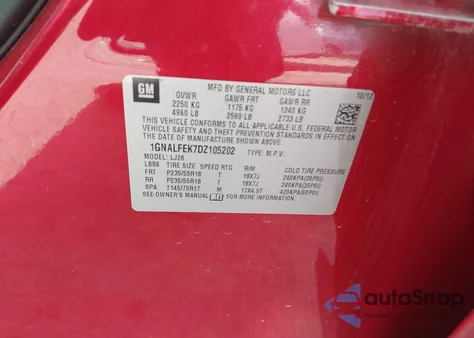 GM
MFD BY GENERAL MOTORS LLC 10/12
GVWR GAWR FRT GAWR RR
2250 KG 1175 KG 1240 KG
4960 LB 2590 LB 2733 LB
THIS VEHICLE CONFORMS TO ALL APPLICABLE U.S. FEDERAL MOTOR
VEHICLE SAFETY AND THEFT PREVENTION STANDARDS IN EFFECT ON
THE DATE OF MANUFACTURE SHOWN ABOVE.
1GNALFEK7DZ105202 TYPE: M.P.V.
MODEL: LJ26
LBB6 TIRE SIZE SPEED RTG RIM COLD TIRE PRESSURE
FRT P235/55R18 T 18X7J 240KPA(35PSI)
RR P235/55R18 T 18X7J 240KPA(35PSI)
SPA T145/70R17 M 17X4.5T 420KPA(60PSI)
SEE OWNER'S MANUAL FOR MORE INFORMATION.
autoSnap